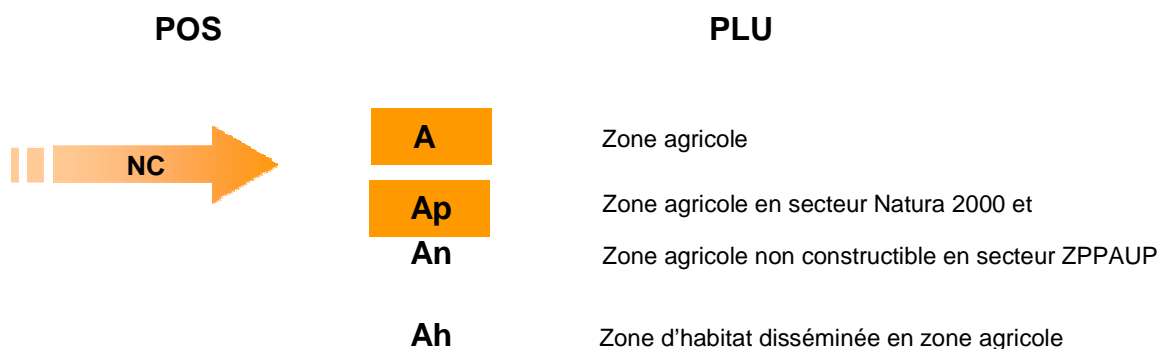 POS PLU
A Zone agricole
NC
Ap Zone agricole en secteur Natura 2000 et
An Zone agricole non constructible en secteur ZPPAUP
Ah Zone d'habitat disséminée en zone agricole